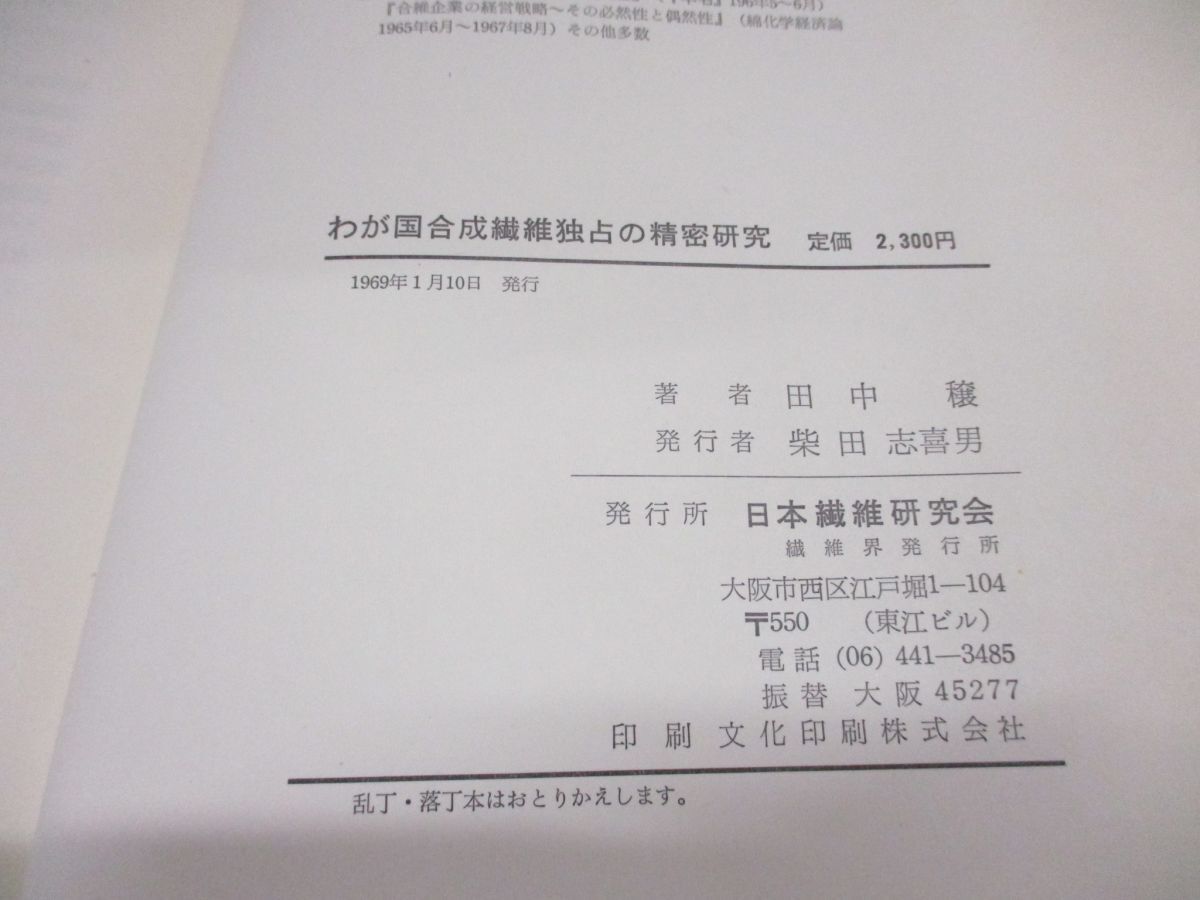 『合維企業の経営戦略〜その必然性と偶然性』（綿化学経済論
1965年6月〜1967年8月）その他多数
わが国合成繊維独占の精密研究 定価 2,300円
1969年1月10日 発行
著 者 田 中 穣
発行者 柴田 志喜男
発行所 日本繊維研究会
繊維界発行所
大阪市西区江戸堀1―104
〒550 （東江ビル）
電話 (06) 441―3485
振替 大阪 45277
印刷 文化印刷株式会社
乱丁・落丁本はおとりかえします。